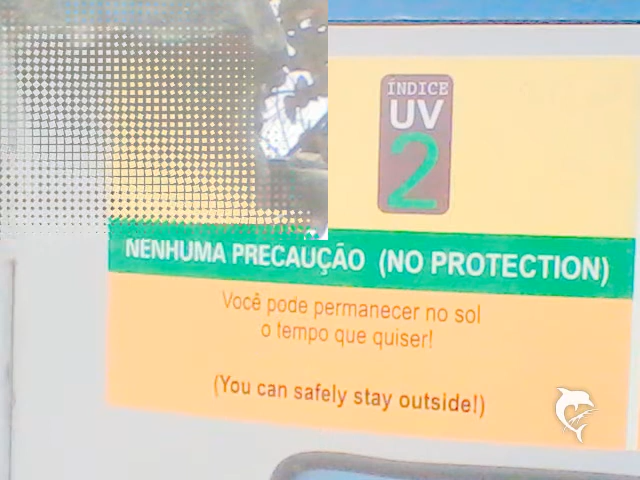 ÍNDICE
UV
2
NENHUMA PRECAUÇÃO (NO PROTECTION)
Você pode permanecer no sol
o tempo que quiser!
(You can safely stay outside!)